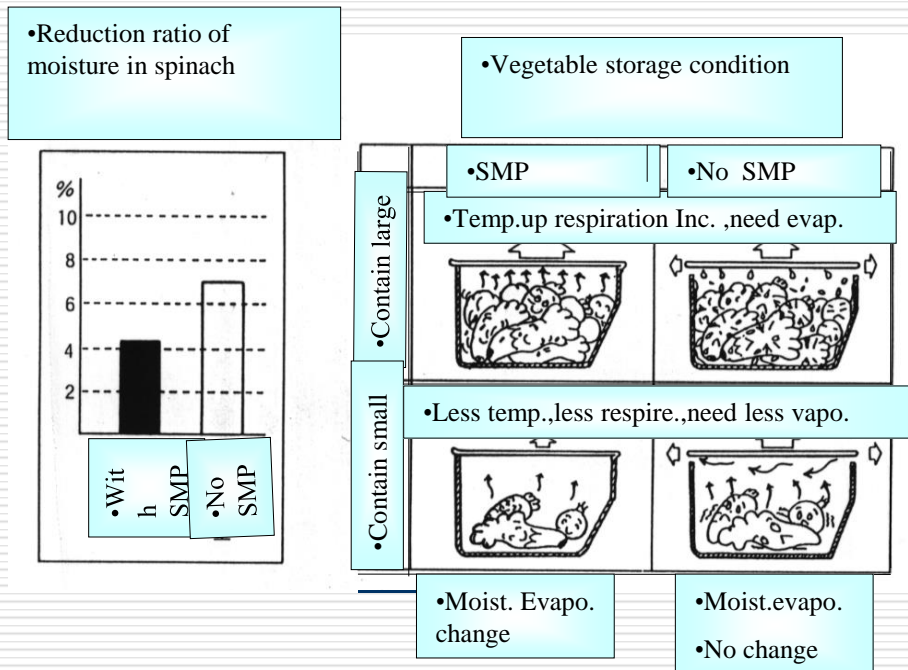 •Reduction ratio of
moisture in spinach
•Vegetable storage condition
%
10
8
6
4
2
•Wit
h SMP
•No
SMP
•SMP
•No SMP
•Contain large
•Temp.up respiration Inc. ,need evap.
•Contain small
•Less temp.,less respire.,need less vapo.
•Moist. Evapo.
change
•Moist.evapo.
•No change